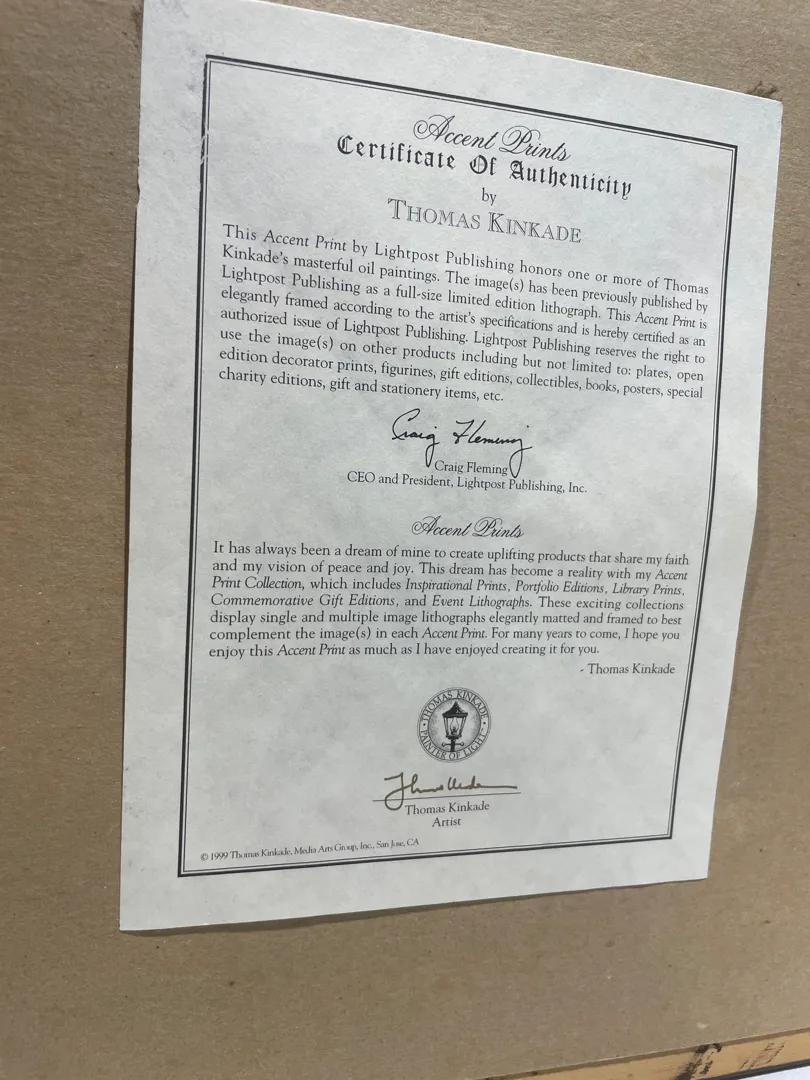 Accent Prints
Certificate Of Authenticity
by
THOMAS KINKADE
This Accent Print by Lightpost Publishing honors one or more of Thomas
Kinkade's masterful oil paintings. The image(s) has been previously published by
Lightpost Publishing as a full-size limited edition lithograph. This Accent Print is
elegantly framed according to the artist's specifications and is hereby certified as an
authorized issue of Lightpost Publishing. Lightpost Publishing reserves the right to
use the image(s) on other products including but not limited to: plates, open
edition decorator prints, figurines, gift editions, collectibles, books, posters, special
charity editions, gift and stationery items, etc.
Craig Fleming
Craig Fleming
CEO and President, Lightpost Publishing, Inc.
Accent Prints
It has always been a dream of mine to create uplifting products that share my faith
and my vision of peace and joy. This dream has become a reality with my Accent
Print Collection, which includes Inspirational Prints, Portfolio Editions, Library Prints,
Commemorative Gift Editions, and Event Lithographs. These exciting collections
display single and multiple image lithographs elegantly matted and framed to best
complement the image(s) in each Accent Print. For many years to come, I hope you
enjoy this Accent Print as much as I have enjoyed creating it for you.
- Thomas Kinkade
THOMAS KINKADE
PAINTER OF LIGHT
Thomas Kinkade
Artist
© 1999 Thomas Kinkade, Media Arts Group, Inc., San Jose, CA